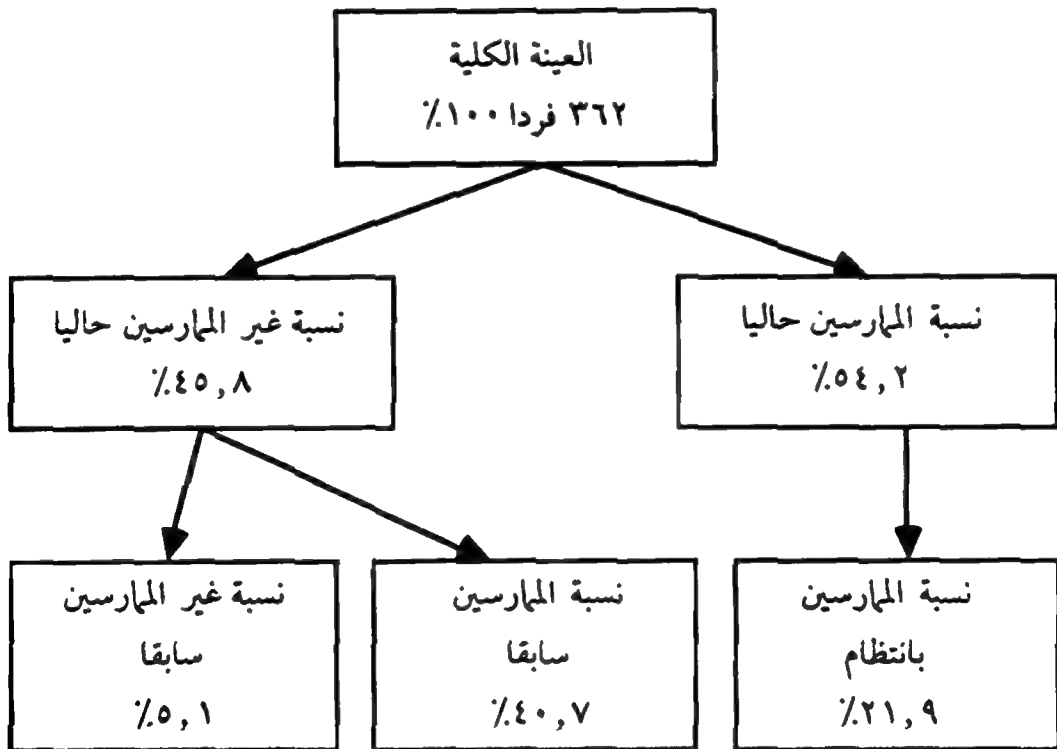 العينة الكلية
٣٦٢ فردا ١٠٠٪
نسبة الممارسين حاليا
٥٤,٢٪
نسبة غير الممارسين حاليا
٤٥,٨٪
نسبة الممارسين
بانتظام
٢١,٩٪
نسبة الممارسين
سابقا
٤٠,٧٪
نسبة غير الممارسين
سابقا
٥,١٪